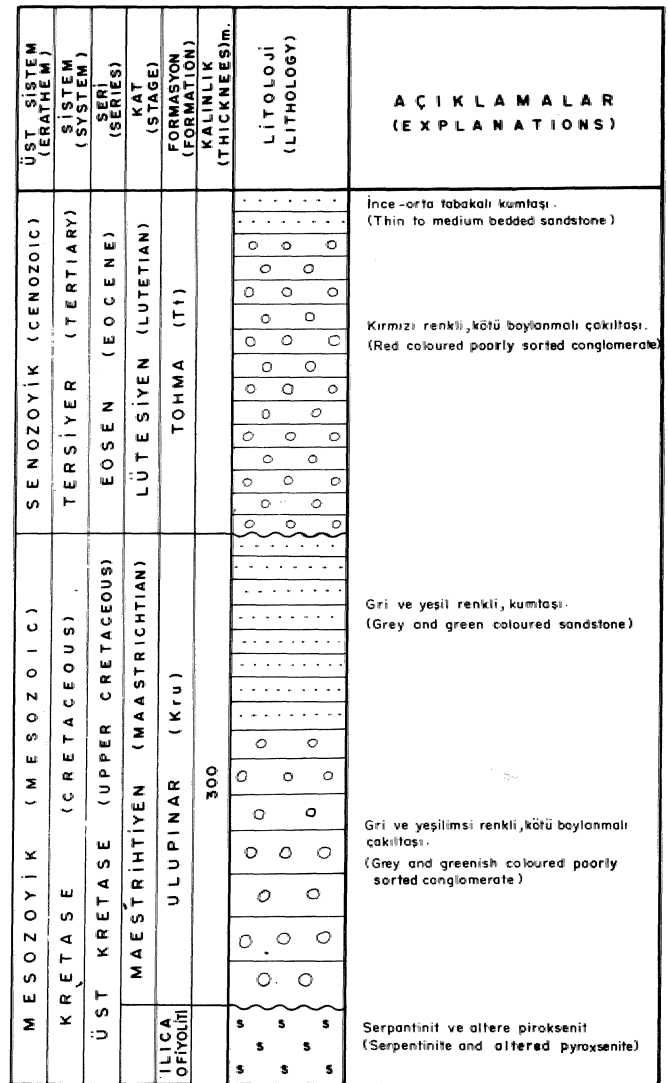 ÜST SİSTEM
(ERATHEM)
SİSTEM
(SYSTEM)
SERİ
(SERIES)
KAT
(STAGE)
FORMASYON
(FORMATION)
KALINLIK
(THICKNEES)m.
LİTOLOJİ
(LITHOLOGY)
AÇIKLAMALAR
(EXPLANATIONS)
SENOZOYİK (CENOZOIC)
TERSİYER (TERTIARY)
EOSEN (EOCENE)
LÜTESİYEN (LUTETIAN)
TOHMA (Tt)
İnce-orta tabakalı kumtaşı.
(Thin to medium bedded sandstone)
Kırmızı renkli, kötü boylanmalı çakıltaşı.
(Red coloured poorly sorted conglomerate)
MESOZOYİK (MESOZOIC)
KRETASE (CRETACEOUS)
ÜST KRETASE (UPPER CRETACEOUS)
MAESTRİHTİYEN (MAASTRICHTIAN)
ULUPINAR (Kru)
300
Gri ve yeşil renkli, kumtaşı.
(Grey and green coloured sandstone)
Gri ve yeşilimsi renkli, kötü boylanmalı
çakıltaşı.
(Grey and greenish coloured poorly
sorted conglomerate)
ILICA
OFİYOLİTİ
s s s
s s
s s s
Serpantinit ve altere piroksenit
(Serpentinite and altered pyroxsenite)